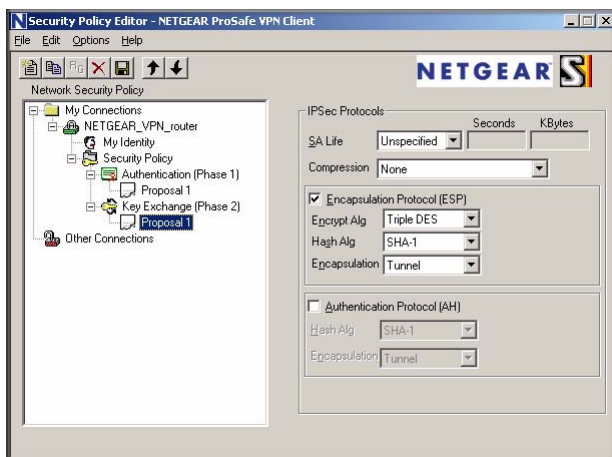 Security Policy Editor - NETGEAR ProSafe VPN Client
File Edit Options Help
NETGEAR
Network Security Policy
My Connections
NETGEAR_VPN_router
My Identity
Security Policy
Authentication (Phase 1)
Proposal 1
Key Exchange (Phase 2)
Proposal 1
Other Connections
IPSec Protocols
Seconds KBytes
SA Life Unspecified
Compression None
Encapsulation Protocol (ESP)
Encrypt Alg Triple DES
Hash Alg SHA-1
Encapsulation Tunnel
Authentication Protocol (AH)
Hash Alg SHA-1
Encapsulation Tunnel